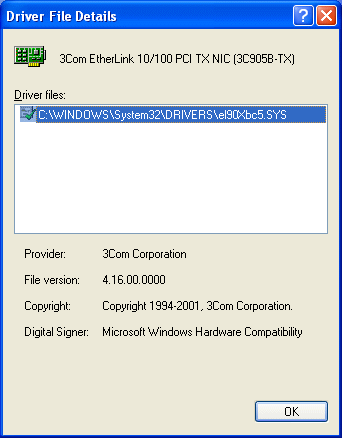 Driver File Details
3Com EtherLink 10/100 PCI TX NIC (3C905B-TX)
Driver files:
C:\WINDOWS\System32\DRIVERS\el90Xbc5.SYS
Provider: 3Com Corporation
File version: 4.16.00.0000
Copyright: Copyright 1994-2001, 3Com Corporation.
Digital Signer: Microsoft Windows Hardware Compatibility
OK